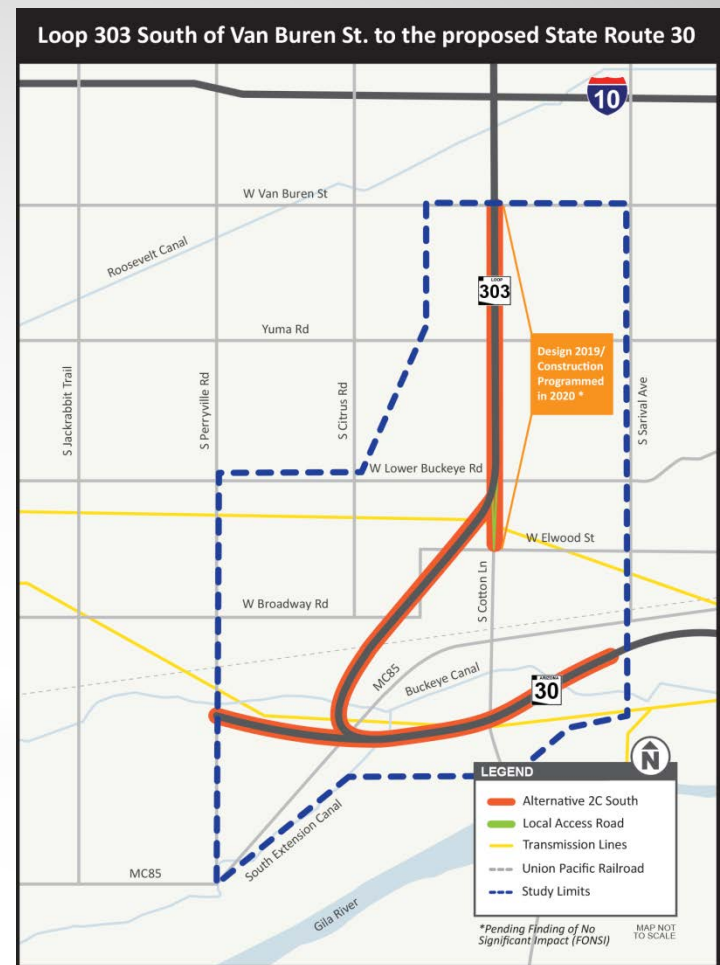 Loop 303 South of Van Buren St. to the proposed State Route 30
10
W Van Buren St
Roosevelt Canal
LOOP
303
Yuma Rd
Design 2019/
Construction
Programmed
in 2020 *
S Jackrabbit Trail
S Perryville Rd
S Citrus Rd
S Sarival Ave
W Lower Buckeye Rd
W Elwood St
W Broadway Rd
S Cotton Ln
MC85
Buckeye Canal
ARIZONA
30
N
LEGEND
Alternative 2C South
Local Access Road
Transmission Lines
Union Pacific Railroad
Study Limits
South Extension Canal
MC85
Gila River
*Pending Finding of No
Significant Impact (FONSI)
MAP NOT
TO SCALE